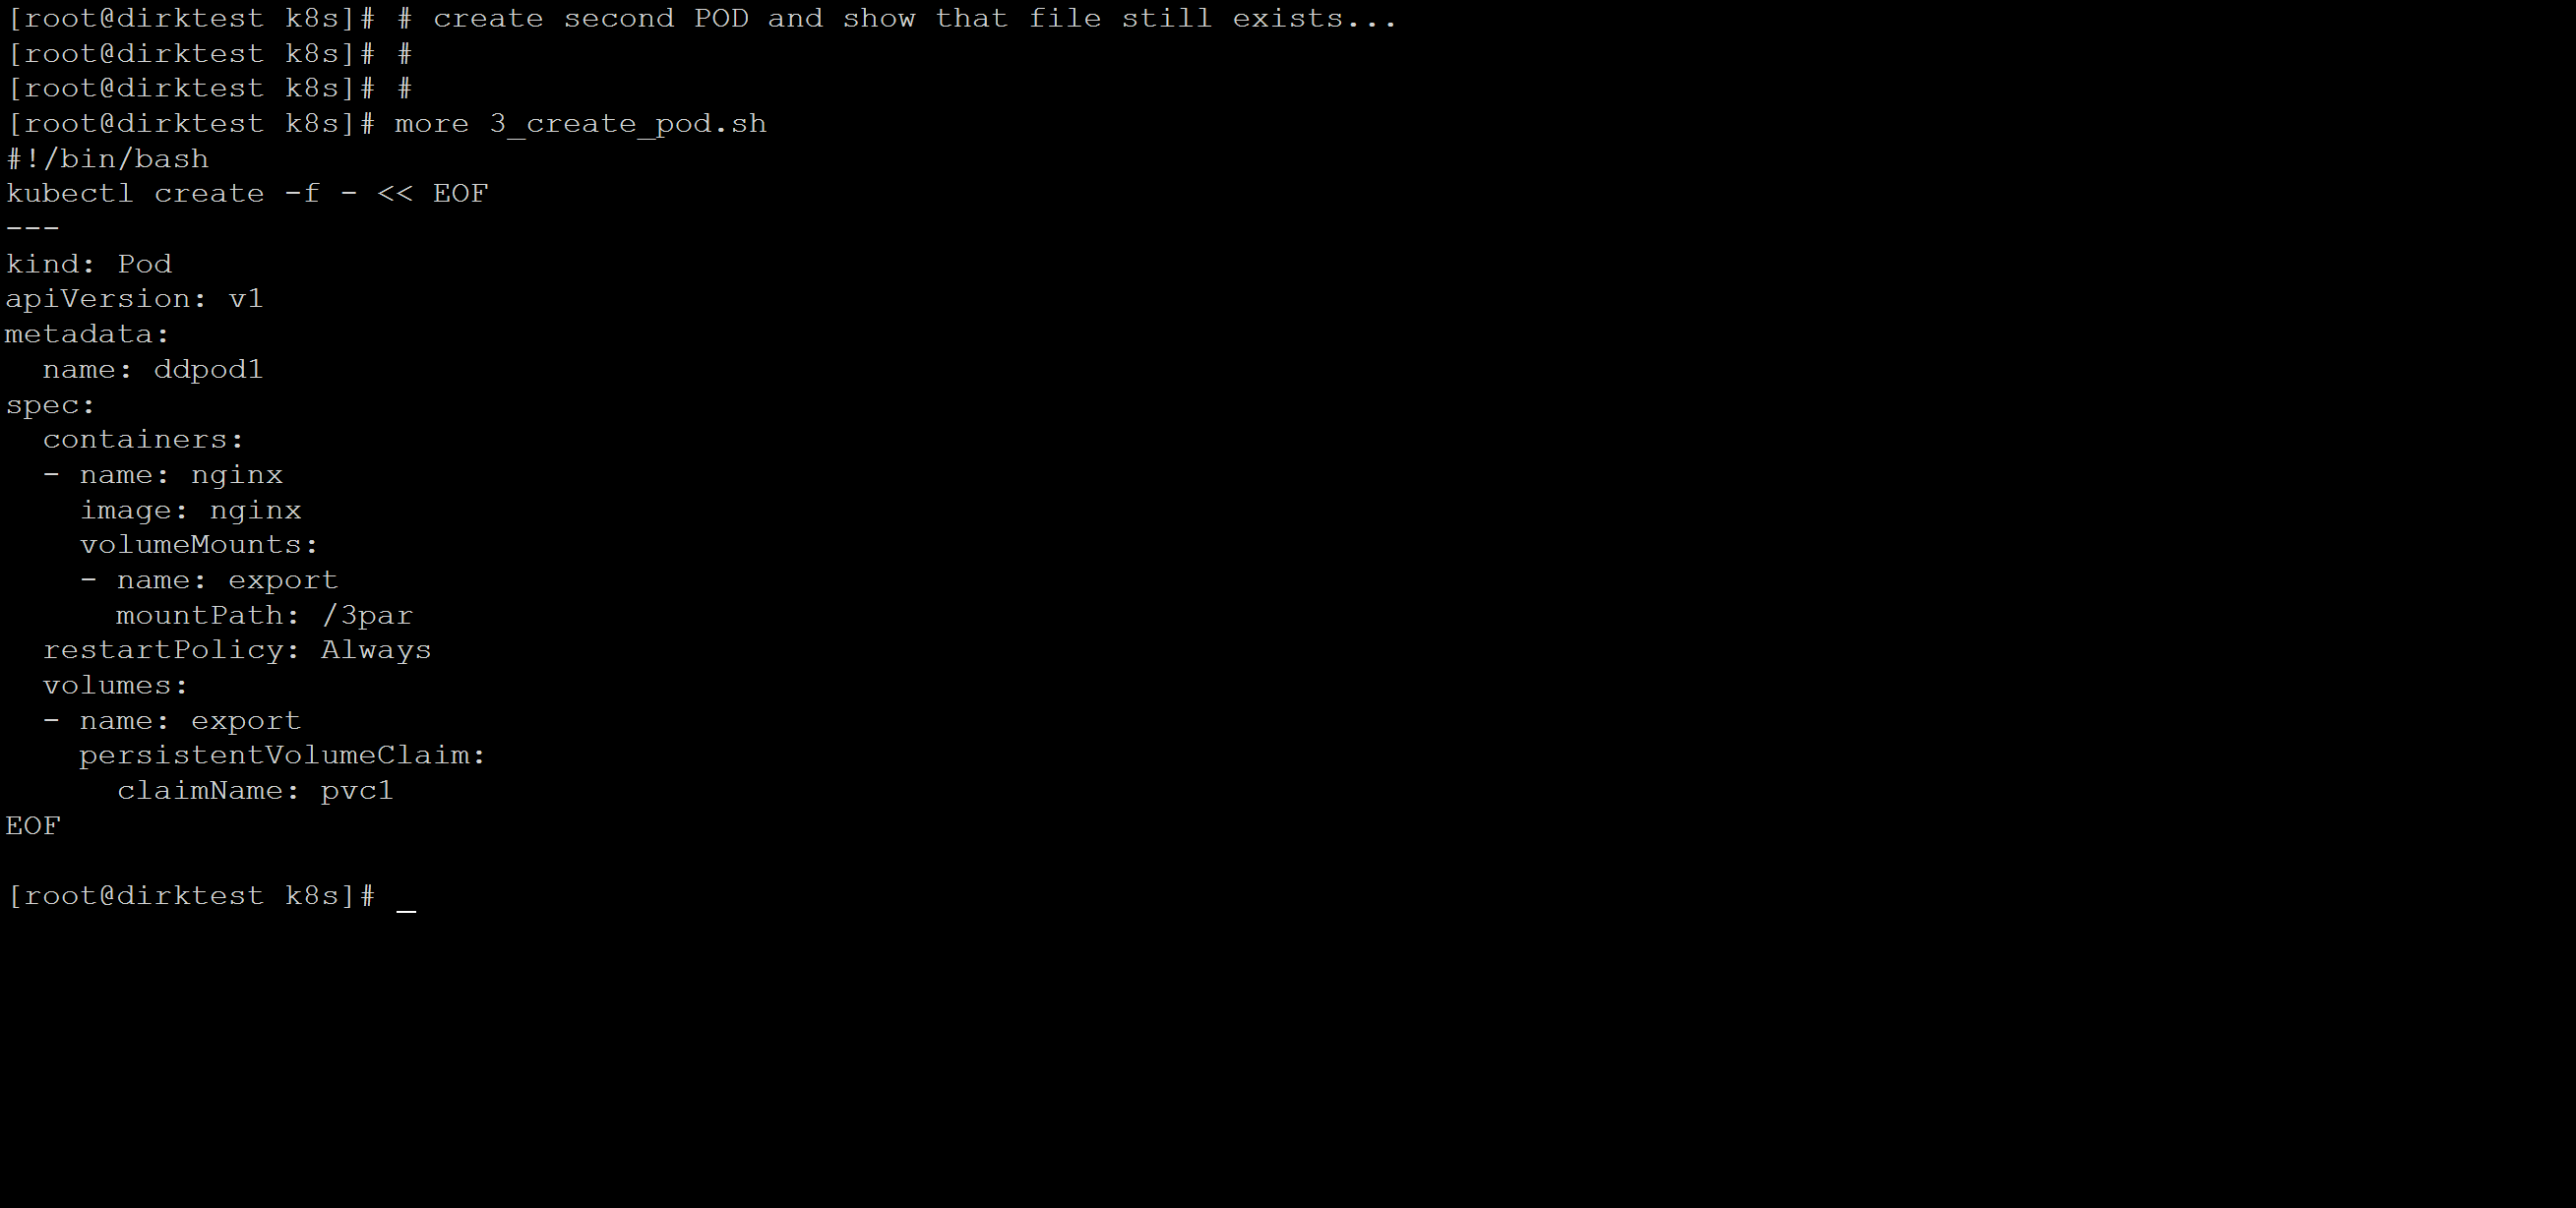 [root@dirktest k8s]# # create second POD and show that file still exists...
[root@dirktest k8s]# #
[root@dirktest k8s]# #
[root@dirktest k8s]# more 3_create_pod.sh
#!/bin/bash
kubectl create -f - << EOF
---
kind: Pod
apiVersion: v1
metadata:
  name: ddpod1
spec:
  containers:
  - name: nginx
    image: nginx
    volumeMounts:
    - name: export
      mountPath: /3par
  restartPolicy: Always
  volumes:
  - name: export
    persistentVolumeClaim:
      claimName: pvc1
EOF

[root@dirktest k8s]# _